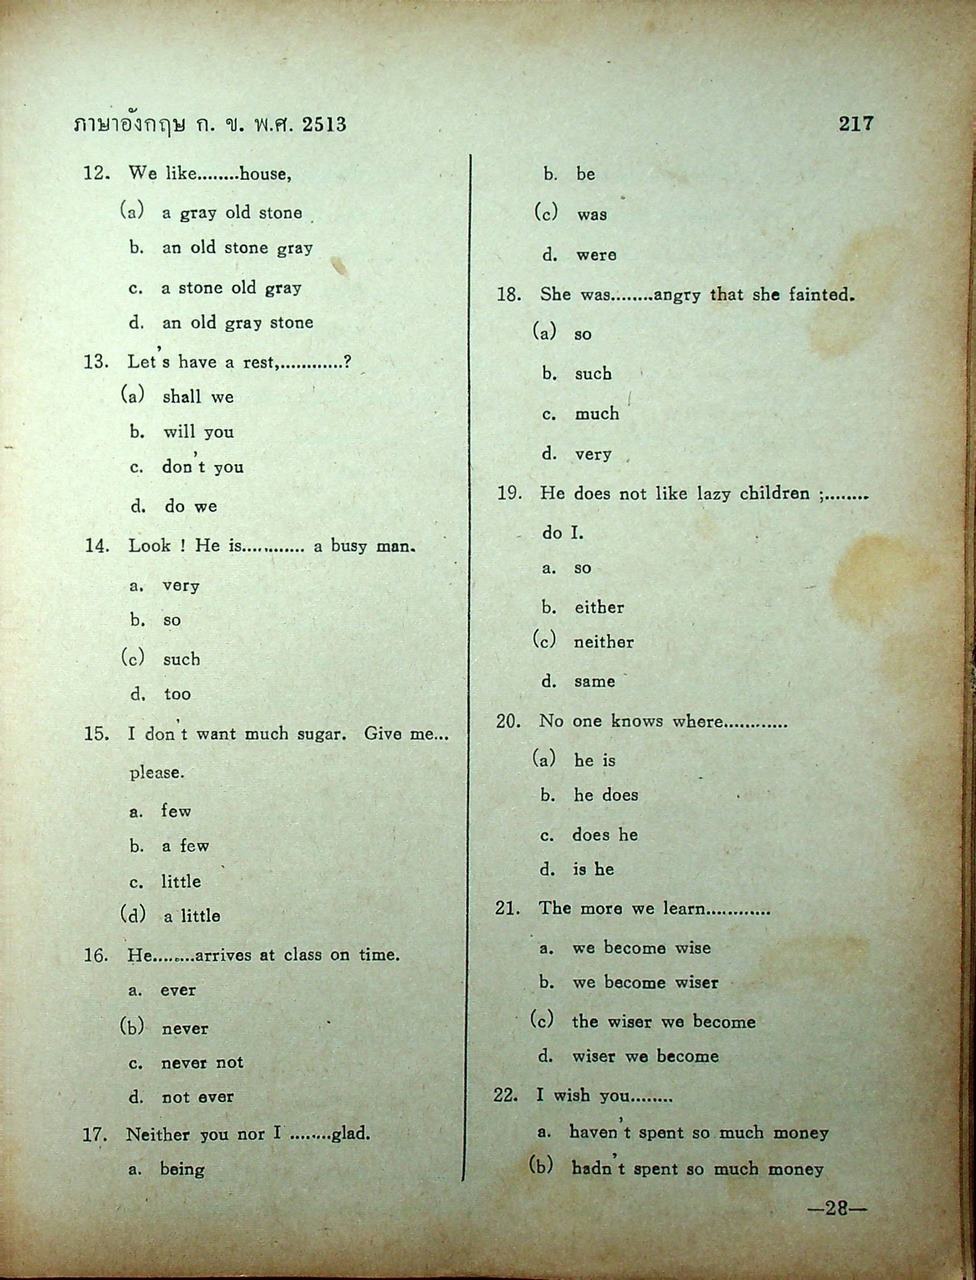 ภาษาอังกฤษ ก. ข. พ.ศ. 2513
217
12. We like........house,
(a) a gray old stone
b. an old stone gray
c. a stone old gray
d. an old gray stone
13. Let's have a rest,............?
(a) shall we
b. will you
c. don't you
d. do we
14. Look ! He is............ a busy man.
a. very
b. so
(c) such
d. too
15. I don't want much sugar. Give me...
please.
a. few
b. a few
c. little
(d) a little
16. He........arrives at class on time.
a. ever
(b) never
c. never not
d. not ever
17. Neither you nor I ........glad.
a. being
b. be
(c) was
d. were
18. She was........angry that she fainted.
(a) so
b. such
c. much
d. very
19. He does not like lazy children ;........
do I.
a. so
b. either
(c) neither
d. same
20. No one knows where............
(a) he is
b. he does
c. does he
d. is he
21. The more we learn............
a. we become wise
b. we become wiser
(c) the wiser we become
d. wiser we become
22. I wish you........
a. haven't spent so much money
(b) hadn't spent so much money
—28—